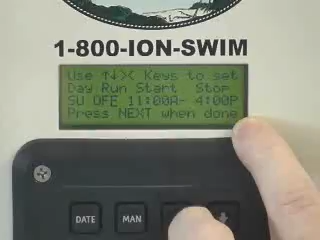 1-800-ION-SWIM
Use ↑↓>< Keys to set
Day Run Start Stop
SU OFF 11:00A- 4:00P
Press NEXT when done
DATE
MAN